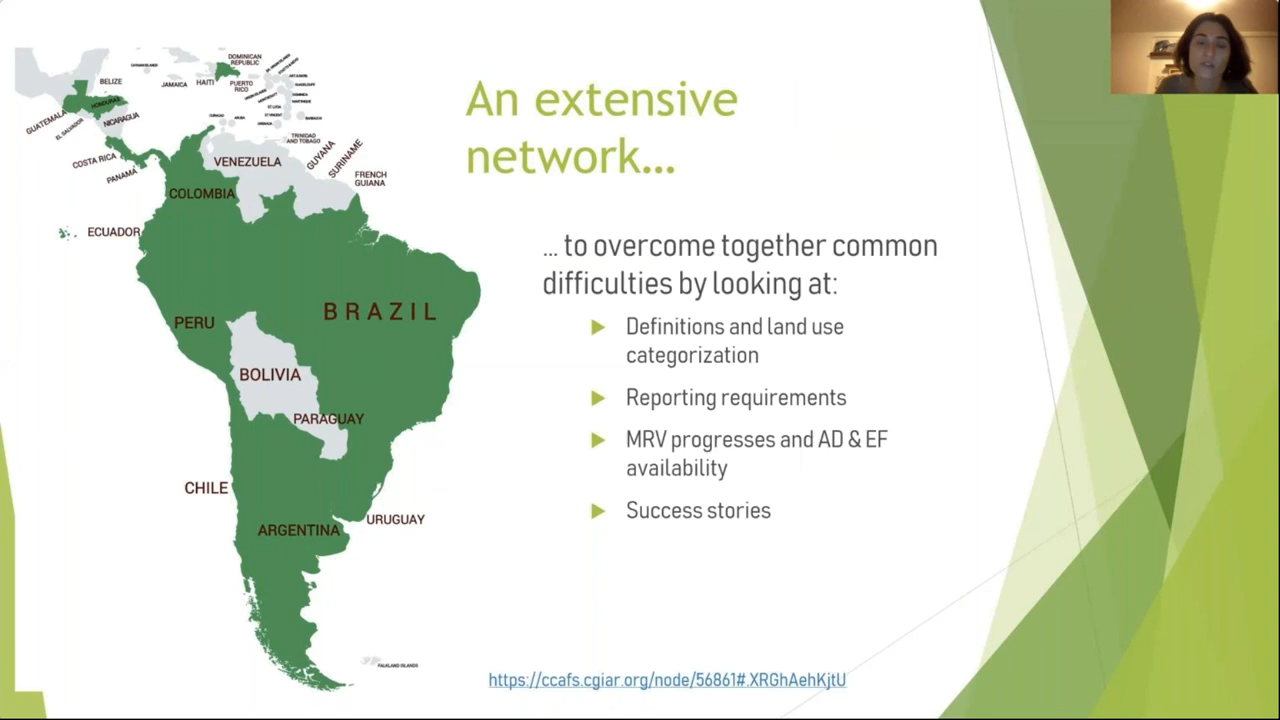 An extensive
network...
... to overcome together common
difficulties by looking at:
Definitions and land use
categorization
Reporting requirements
MRV progresses and AD & EF
availability
Success stories
https://ccafs.cgiar.org/node/56861#.XRGhAehKjtU
BELIZE
JAMAICA
HAITI
DOMINICAN
REPUBLIC
PUERTO
RICO
GUATEMALA
HONDURAS
EL SALVADOR
NICARAGUA
COSTA RICA
PANAMA
TRINIDAD
AND TOBAGO
VENEZUELA
GUYANA
SURINAME
FRENCH
GUIANA
COLOMBIA
ECUADOR
BRAZIL
PERU
BOLIVIA
PARAGUAY
CHILE
URUGUAY
ARGENTINA
FALKLAND ISLANDS